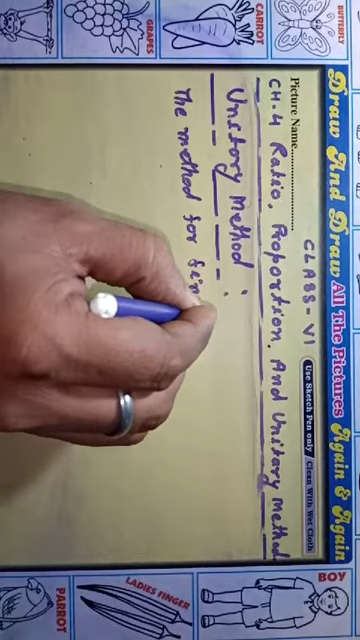 Draw And Draw All The Pictures Again & Again
Use Sketch Pen only Clean With Wet Cloth
Picture Name
CLASS-VI
CH.4 Ratio, Proportion, And Unitary Method
Unitary Method:
The method for fin
BUTTERFLY
CARROT
GRAPES
BOY
LADIES FINGER
PARROT